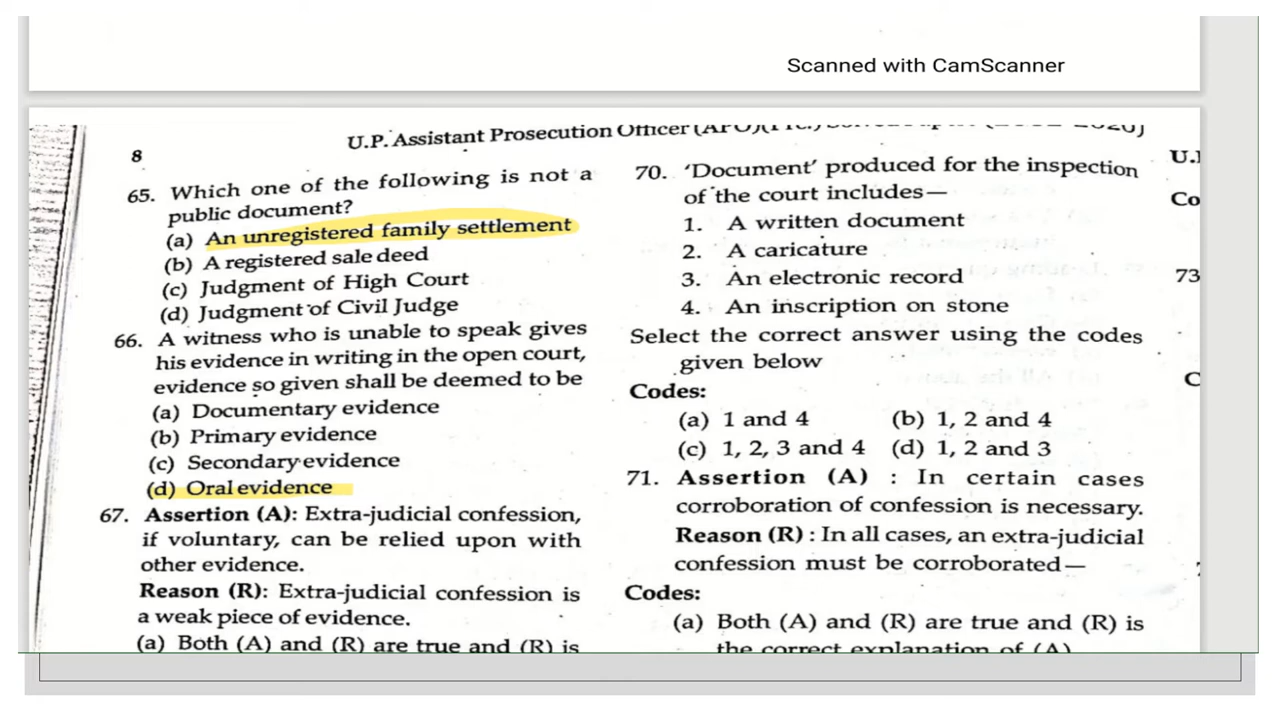 Scanned with CamScanner
8
U.P. Assistant Prosecution Officer
65. Which one of the following is not a
public document?
(a) An unregistered family settlement
(b) A registered sale deed
(c) Judgment of High Court
(d) Judgment of Civil Judge
66. A witness who is unable to speak gives
his evidence in writing in the open court,
evidence so given shall be deemed to be
(a) Documentary evidence
(b) Primary evidence
(c) Secondary evidence
(d) Oral evidence
67. Assertion (A): Extra-judicial confession,
if voluntary, can be relied upon with
other evidence.
Reason (R): Extra-judicial confession is
a weak piece of evidence.
(a) Both (A) and (R) are true and (R) is
70. 'Document' produced for the inspection
of the court includes—
1. A written document
2. A caricature
3. An electronic record
4. An inscription on stone
Select the correct answer using the codes
given below
Codes:
(a) 1 and 4 (b) 1, 2 and 4
(c) 1, 2, 3 and 4 (d) 1, 2 and 3
71. Assertion (A) : In certain cases
corroboration of confession is necessary.
Reason (R) : In all cases, an extra-judicial
confession must be corroborated—
Codes:
(a) Both (A) and (R) are true and (R) is
the correct explanation of (A)
Co
73